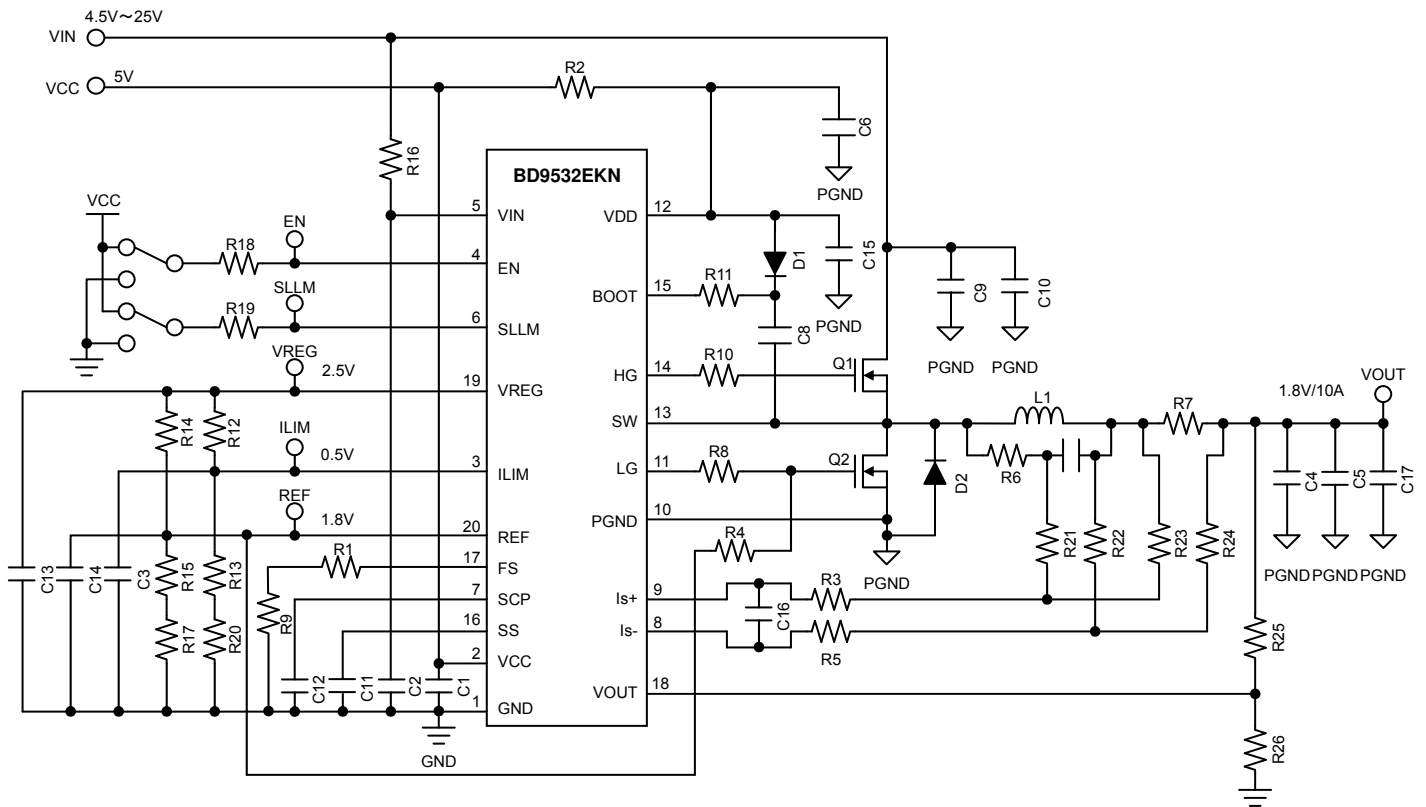 4.5V～25V
VIN
VCC
5V
R2
C6
PGND
R16
BD9532EKN
VCC
EN
R18
SLLM
R19
VREG
2.5V
R14
R12
ILIM
0.5V
REF
1.8V
R1
R9
C13
C14
C3
R15
R13
R17
R20
C12
C11
C2
C1
GND
5
VIN
4
EN
6
SLLM
19
VREG
3
ILIM
20
REF
17
FS
7
SCP
16
SS
2
VCC
1
GND
VDD
12
BOOT
15
HG
14
SW
13
LG
11
PGND
10
Is+
9
Is-
8
VOUT
18
D1
C15
PGND
R11
C8
R10
Q1
C9
C10
PGND
PGND
R8
Q2
D2
R4
PGND
L1
R7
R6
1.8V/10A
VOUT
C4
C5
C17
PGND
PGND
PGND
R21
R22
R23
R24
C16
R3
R5
R25
R26